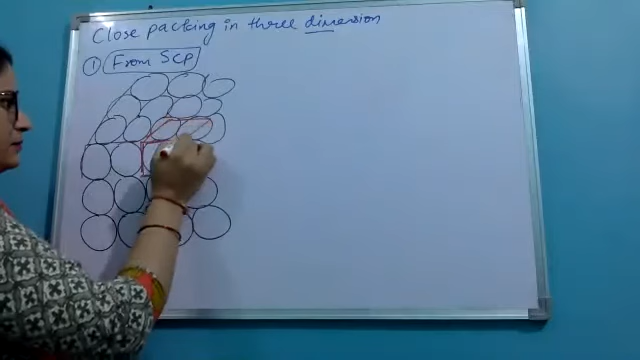 Close packing in three dimension
① From Scp